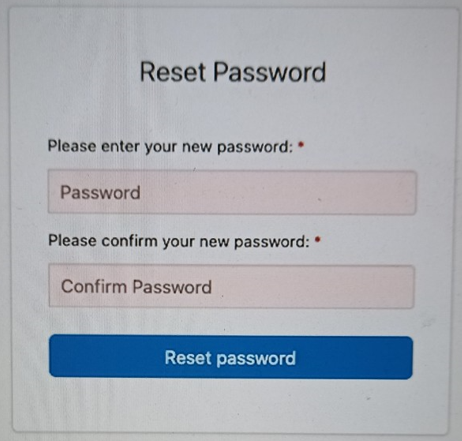 Reset Password
Please enter your new password: *
Password
Please confirm your new password: *
Confirm Password
Reset password